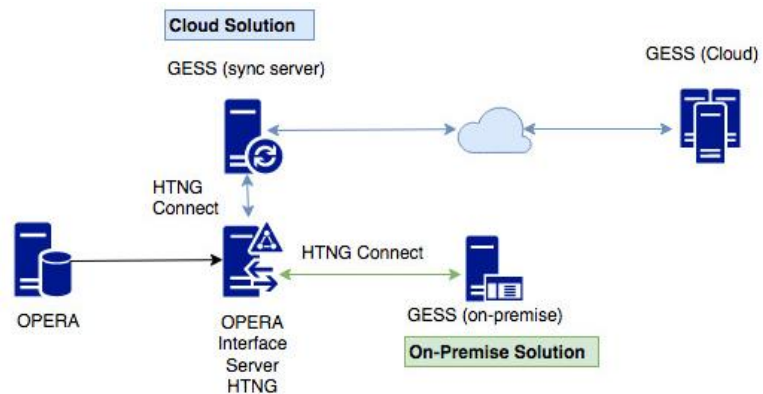 Cloud Solution
GESS (sync server)
GESS (Cloud)
HTNG
Connect
HTNG Connect
OPERA
OPERA
Interface
Server
HTNG
GESS (on-premise)
On-Premise Solution